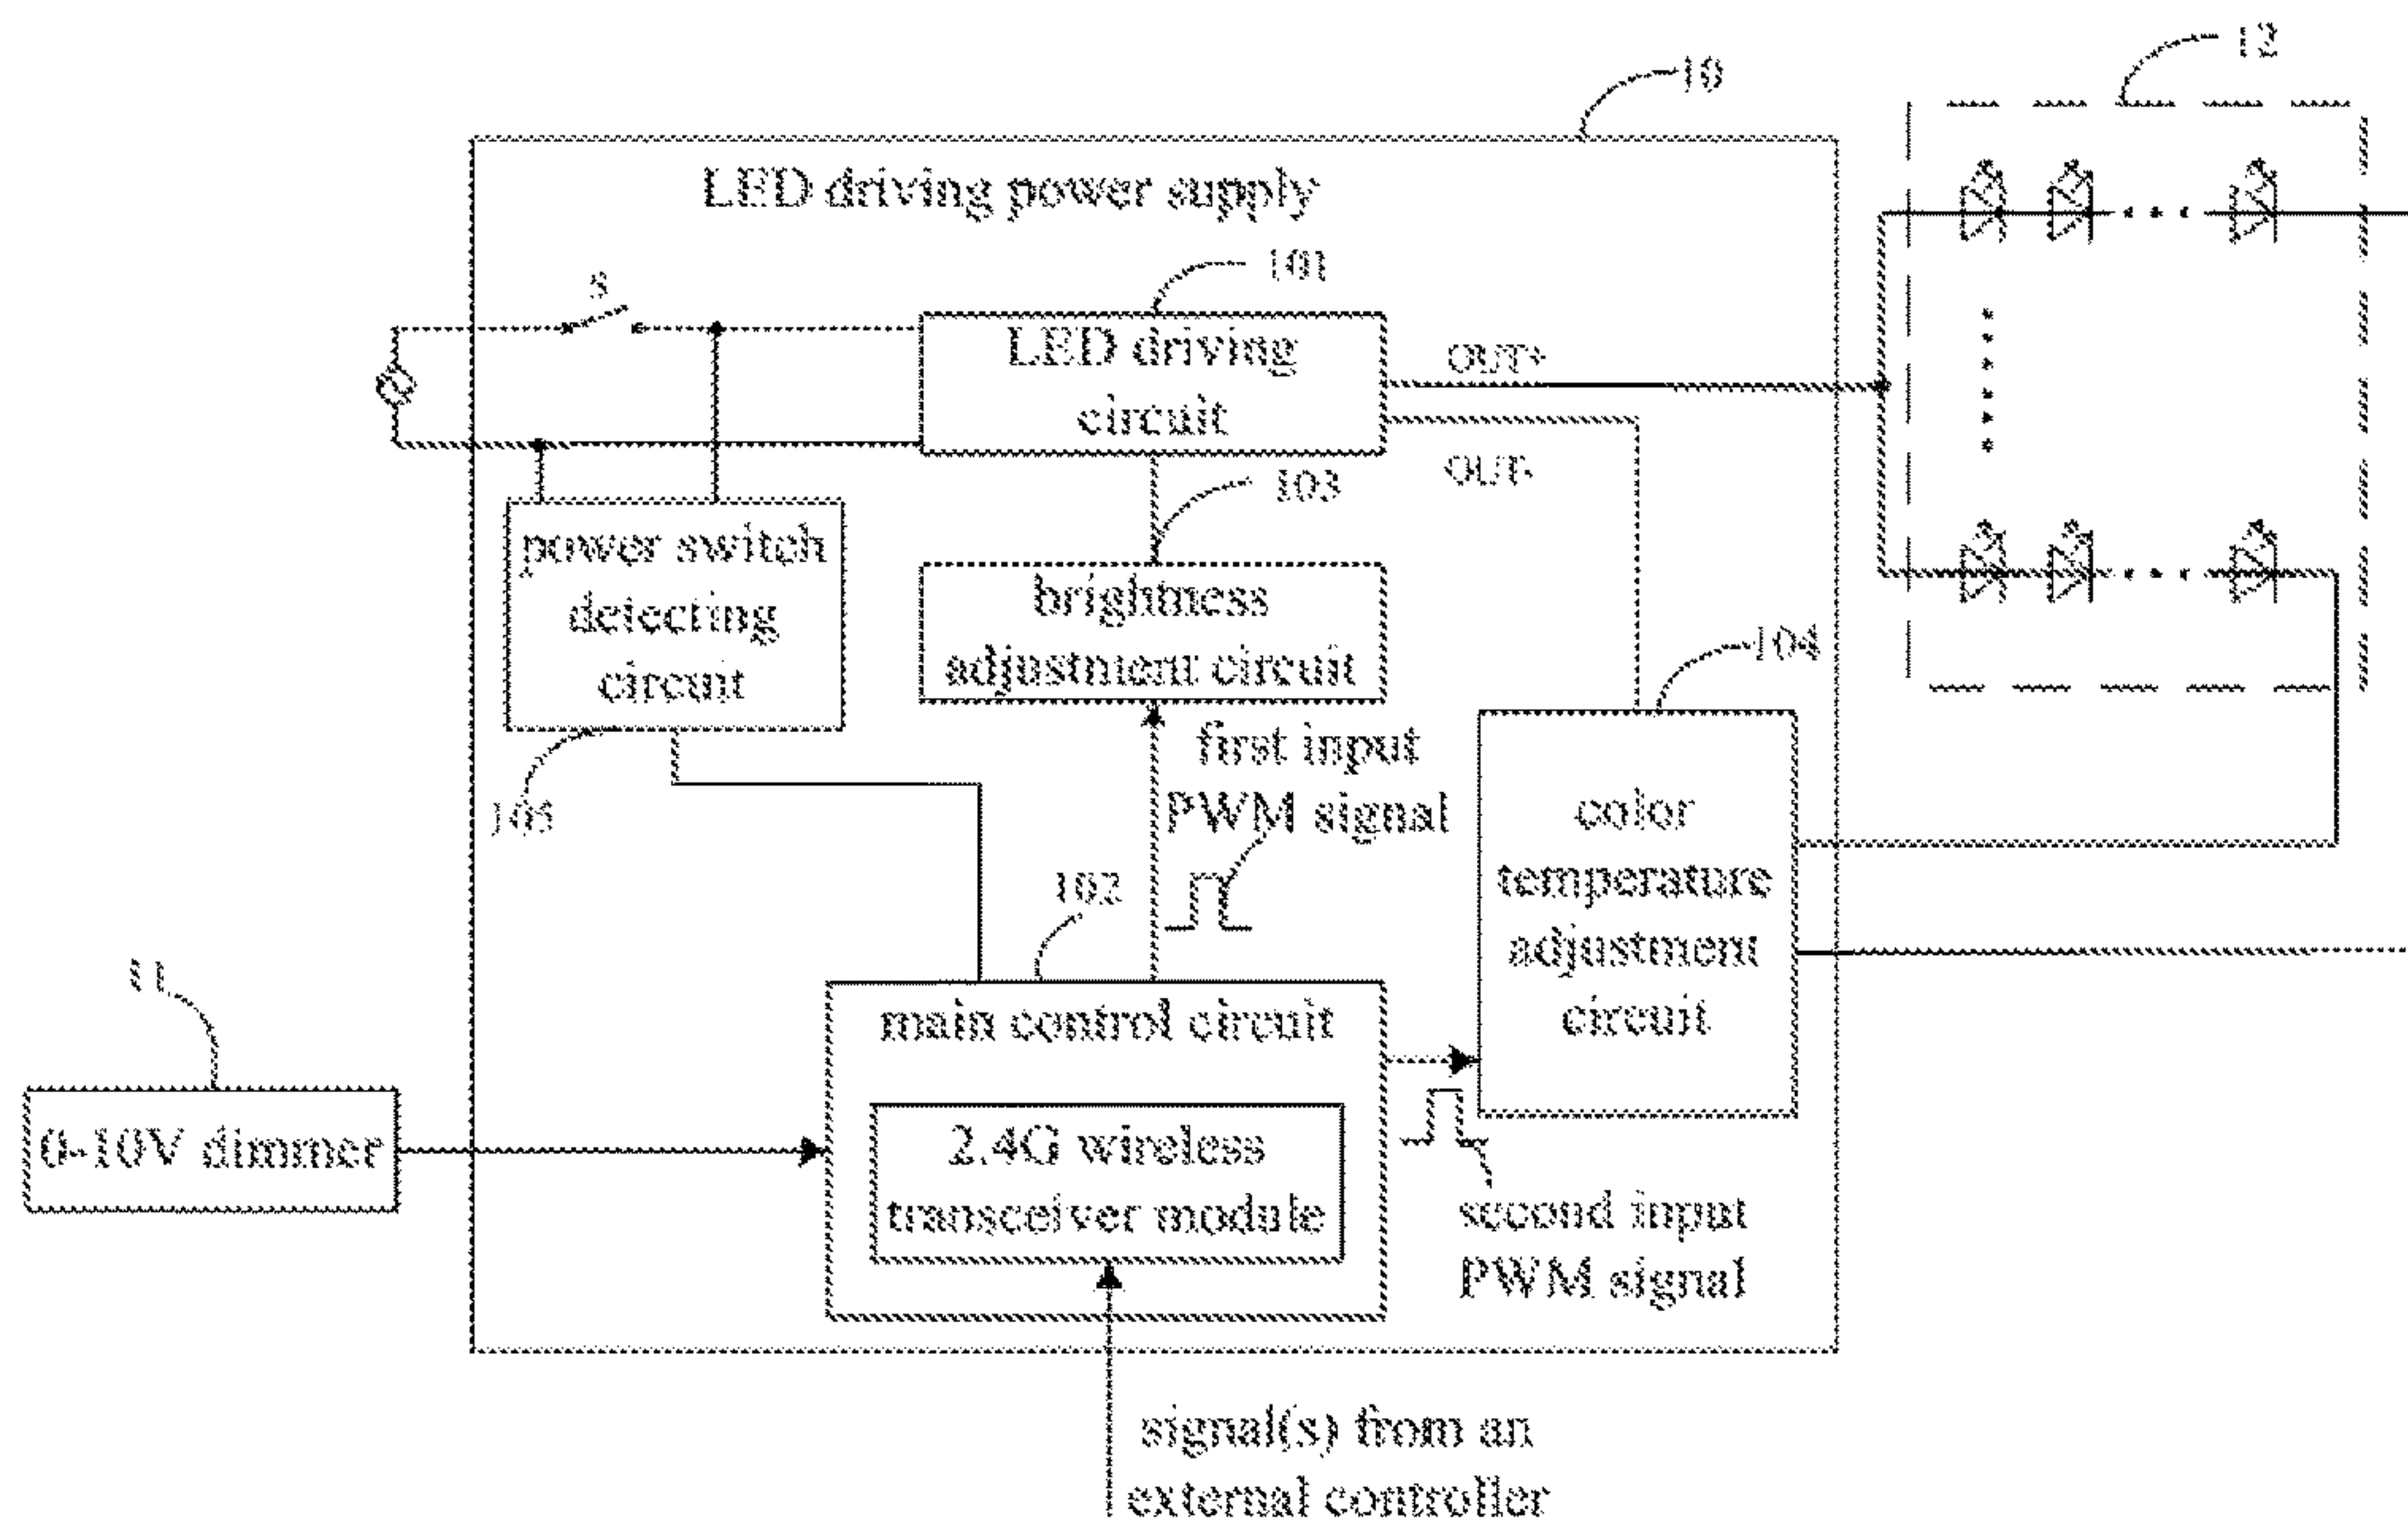 12
10
LED driving power supply
S
101
LED driving
circuit
OUT+
OUT-
103
power switch
detecting
circuit
brightness
adjustment circuit
104
first input
PWM signal
105
color
temperature
adjustment
circuit
102
11
main control circuit
0-10V dimmer
2.4G wireless
transceiver module
second input
PWM signal
signal(s) from an
external controller